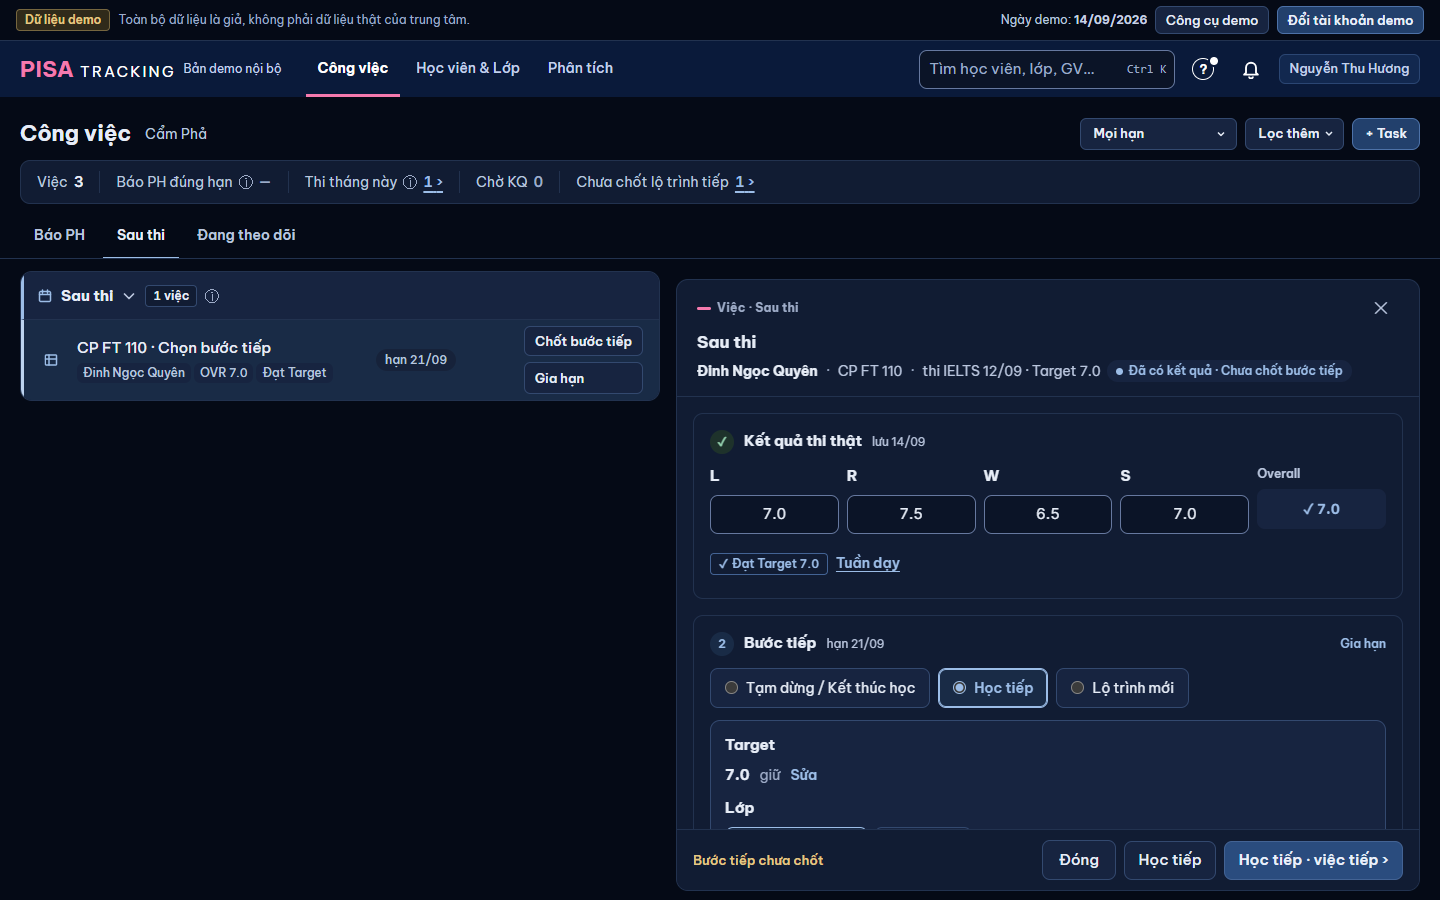 Dữ liệu demo Toàn bộ dữ liệu là giả, không phải dữ liệu thật của trung tâm. Ngày demo: 14/09/2026 Công cụ demo Đổi tài khoản demo
PISA TRACKING Bản demo nội bộ Công việc Học viên & Lớp Phân tích Tìm học viên, lớp, GV... Ctrl K ? Nguyễn Thu Hương
Công việc Cẩm Phả Mọi hạn Lọc thêm + Task
Việc 3 Báo PH đúng hạn ⓘ — Thi tháng này ⓘ 1 › Chờ KQ 0 Chưa chốt lộ trình tiếp 1 ›
Báo PH Sau thi Đang theo dõi
Sau thi 1 việc ⓘ
CP FT 110 · Chọn bước tiếp
Đinh Ngọc Quyên OVR 7.0 Đạt Target
hạn 21/09
Chốt bước tiếp
Gia hạn
Việc · Sau thi
Sau thi
Đinh Ngọc Quyên · CP FT 110 · thi IELTS 12/09 · Target 7.0 Đã có kết quả · Chưa chốt bước tiếp
✓ Kết quả thi thật lưu 14/09
L R W S Overall
7.0 7.5 6.5 7.0 ✓ 7.0
✓ Đạt Target 7.0 Tuần dạy
2 Bước tiếp hạn 21/09 Gia hạn
Tạm dừng / Kết thúc học Học tiếp Lộ trình mới
Target
7.0 giữ Sửa
Lớp
Bước tiếp chưa chốt Đóng Học tiếp Học tiếp · việc tiếp ›